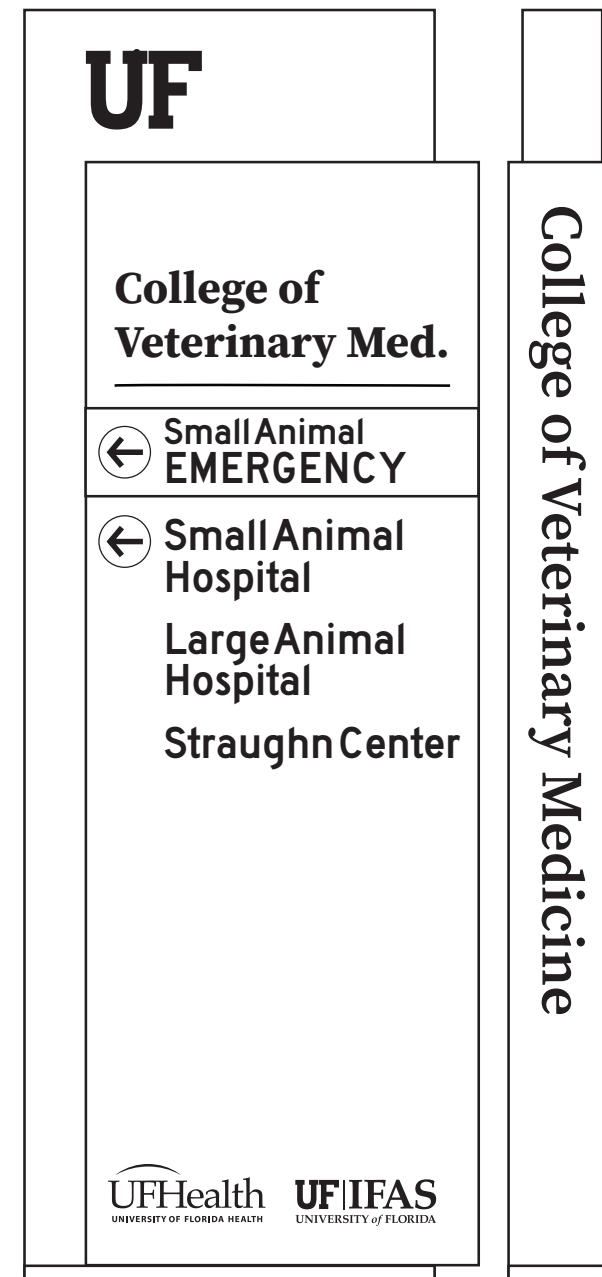 UF
College of
Veterinary Med.
Small Animal
EMERGENCY
Small Animal
Hospital
Large Animal
Hospital
Straughn Center
UFHealth
UNIVERSITY OF FLORIDA HEALTH
UF|IFAS
UNIVERSITY of FLORIDA
College of Veterinary Medicine